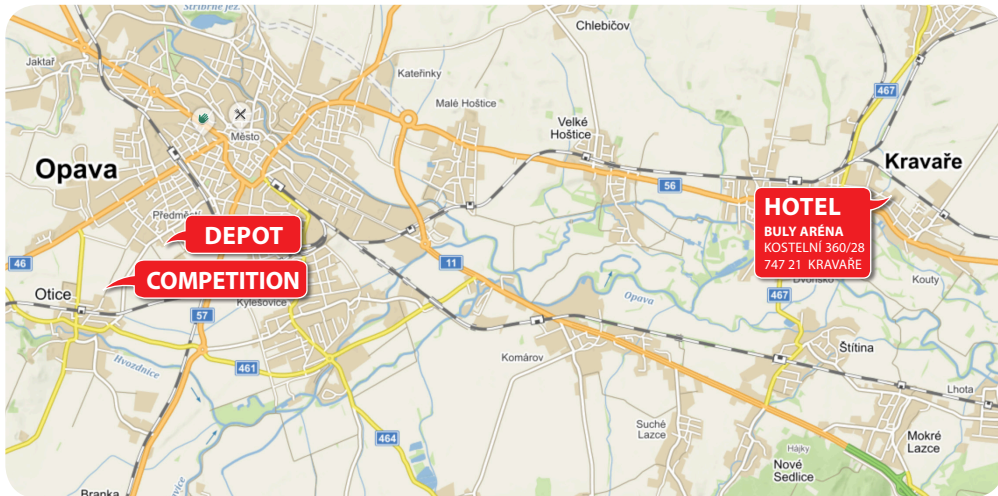 Stříbrné jez.
Chlebičov
Jaktař
Kateřinky
467
Malé Hoštice
Město
Velké
Hoštice
Opava
Kravaře
56
Předměstí
HOTEL
BULY ARÉNA
KOSTELNÍ 360/28
747 21 KRAVAŘE
DEPOT
46
11
COMPETITION
Dvořisko
Kouty
Otice
Kylešovice
Opava
467
57
Hvozdnice
461
Komárov
Štítina
Lhota
464
Suché
Lazce
Mokré
Lazce
Hájky
Nové
Sedlice
Branka